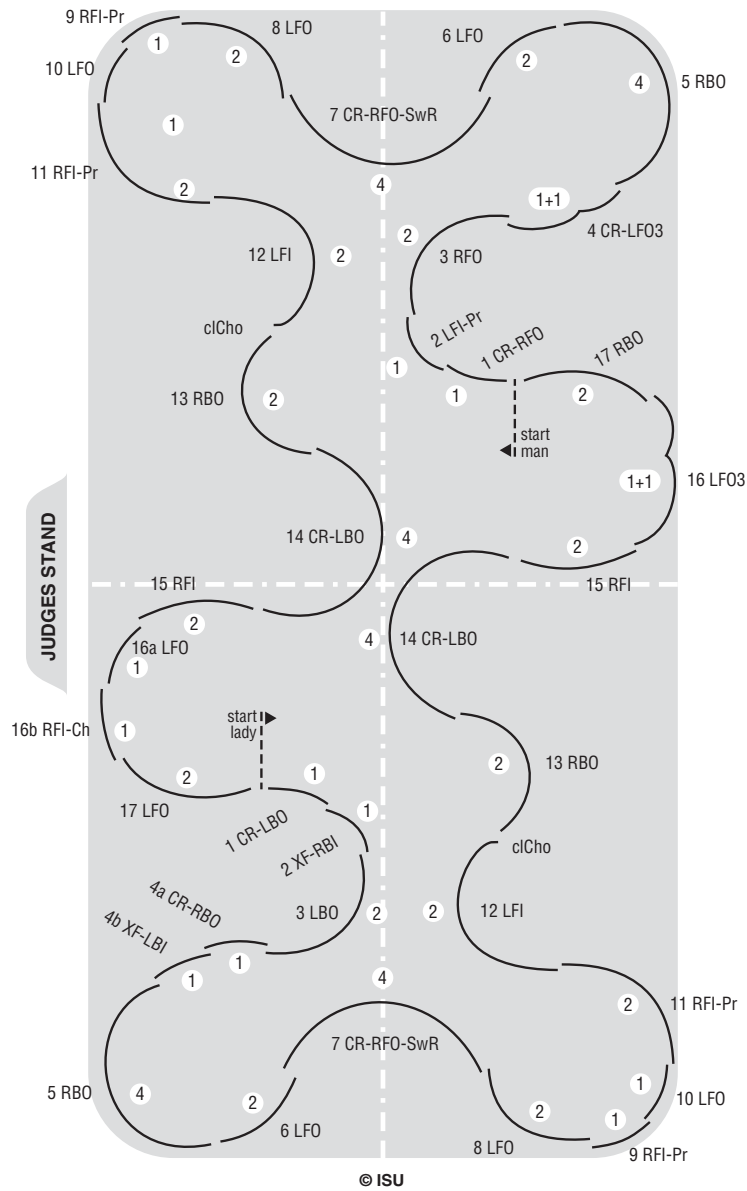 9 RFI-Pr
8 LFO
6 LFO
1
2
2
10 LFO
4
5 RBO
7 CR-RFO-SwR
1
11 RFI-Pr
2
4
1+1
4 CR-LFO3
2
12 LFI
2
3 RFO
clCho
2 LFI-Pr
1 CR-RFO
17 RBO
1
1
2
13 RBO
2
start
man
1+1
16 LFO3
14 CR-LBO
4
2
JUDGES STAND
15 RFI
15 RFI
2
16a LFO
1
4
14 CR-LBO
16b RFI-Ch
1
start
lady
2
1
2
13 RBO
17 LFO
1
1 CR-LBO
2 XF-RBI
clCho
4a CR-RBO
3 LBO
2
2
12 LFI
4b XF-LBI
1
1
4
2
11 RFI-Pr
7 CR-RFO-SwR
5 RBO
4
2
1
10 LFO
2
1
6 LFO
8 LFO
9 RFI-Pr
© ISU